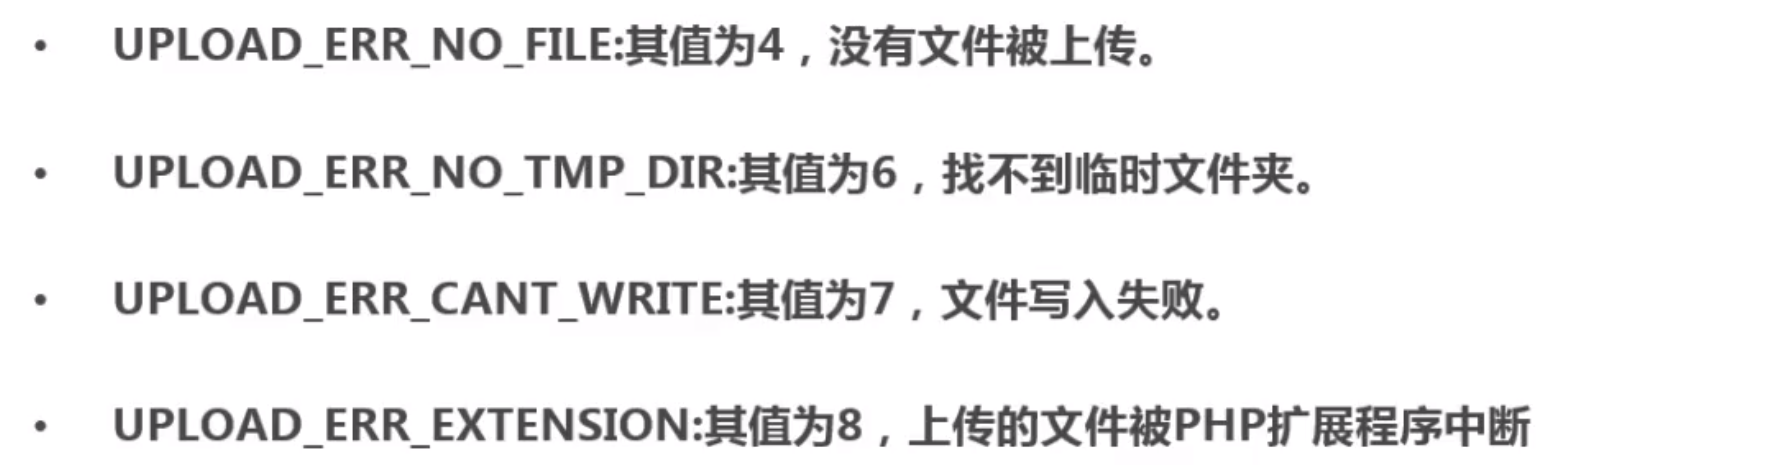 • UPLOAD_ERR_NO_FILE:其值为4，没有文件被上传。
• UPLOAD_ERR_NO_TMP_DIR:其值为6，找不到临时文件夹。
• UPLOAD_ERR_CANT_WRITE:其值为7，文件写入失败。
• UPLOAD_ERR_EXTENSION:其值为8，上传的文件被PHP扩展程序中断